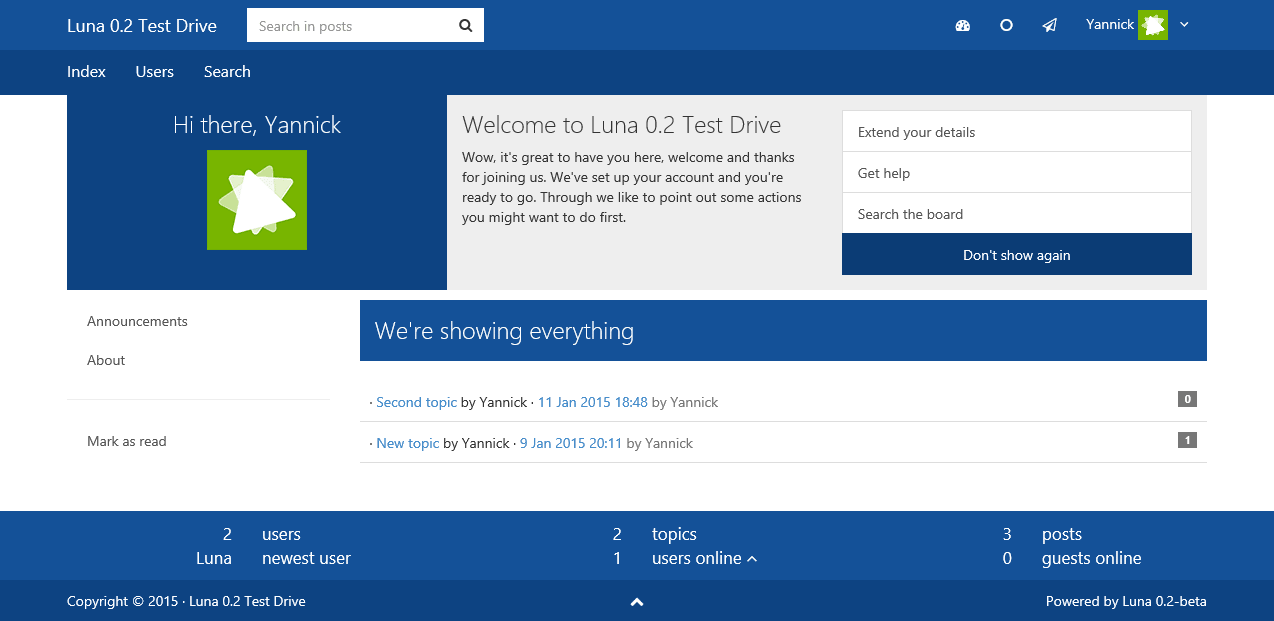 Luna 0.2 Test Drive
Search in posts
Yannick
Index Users Search
Hi there, Yannick
Welcome to Luna 0.2 Test Drive
Wow, it's great to have you here, welcome and thanks
for joining us. We've set up your account and you're
ready to go. Through we like to point out some actions
you might want to do first.
Extend your details
Get help
Search the board
Don't show again
Announcements
About
Mark as read
We're showing everything
· Second topic by Yannick · 11 Jan 2015 18:48 by Yannick 0
· New topic by Yannick · 9 Jan 2015 20:11 by Yannick 1
2 users
Luna newest user
2 topics
1 users online
3 posts
0 guests online
Copyright © 2015 · Luna 0.2 Test Drive
Powered by Luna 0.2-beta